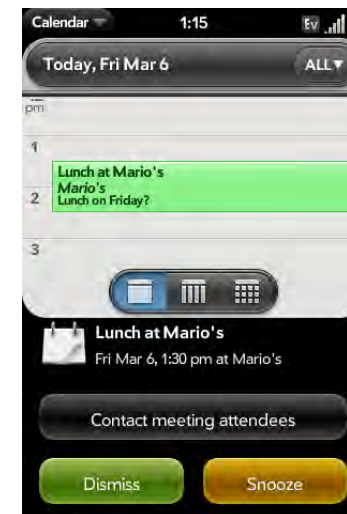 Calendar
1:15
Ev
Today, Fri Mar 6
ALL
pm
1
Lunch at Mario's
Mario's
2
Lunch on Friday?
3
Lunch at Mario's
Fri Mar 6, 1:30 pm at Mario's
Contact meeting attendees
Dismiss
Snooze